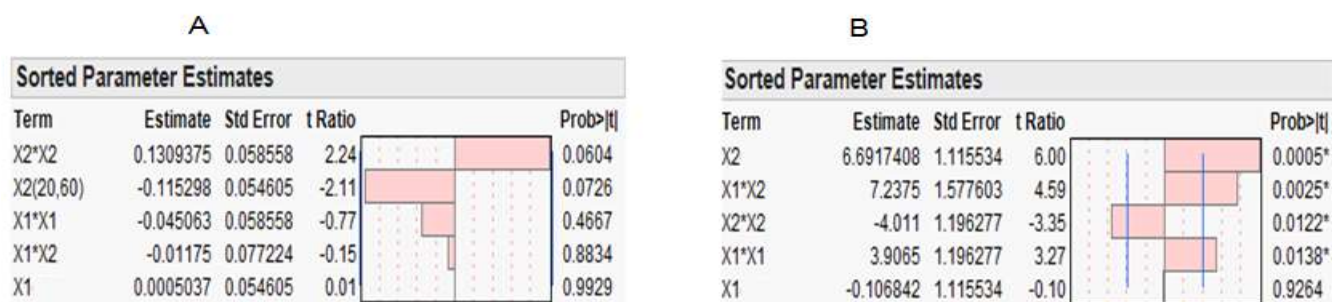 A
Sorted Parameter Estimates
Term Estimate Std Error t Ratio Prob>|t|
X2*X2 0.1309375 0.058558 2.24 0.0604
X2(20,60) -0.115298 0.054605 -2.11 0.0726
X1*X1 -0.045063 0.058558 -0.77 0.4667
X1*X2 -0.01175 0.077224 -0.15 0.8834
X1 0.0005037 0.054605 0.01 0.9929
B
Sorted Parameter Estimates
Term Estimate Std Error t Ratio Prob>|t|
X2 6.6917408 1.115534 6.00 0.0005*
X1*X2 7.2375 1.577603 4.59 0.0025*
X2*X2 -4.011 1.196277 -3.35 0.0122*
X1*X1 3.9065 1.196277 3.27 0.0138*
X1 -0.106842 1.115534 -0.10 0.9264